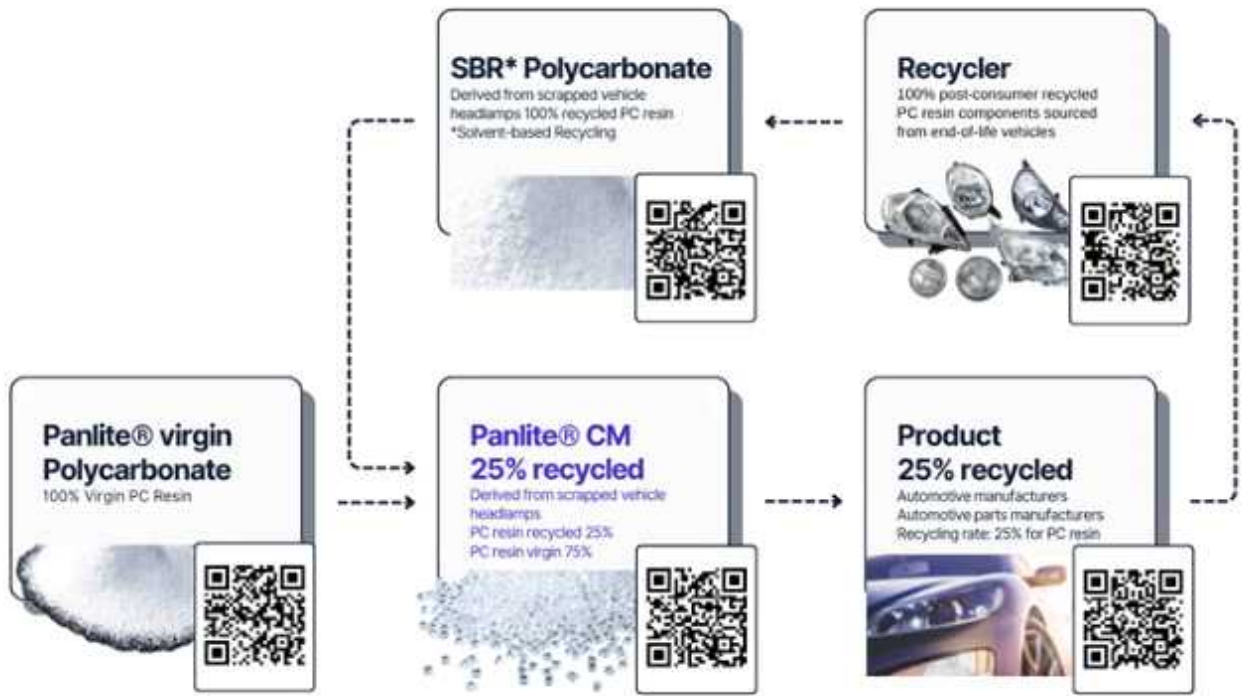 SBR* Polycarbonate
Derived from scrapped vehicle
headlamps 100% recycled PC resin
*Solvent-based Recycling
Recycler
100% post-consumer recycled
PC resin components sourced
from end-of-life vehicles
Panlite® virgin
Polycarbonate
100% Virgin PC Resin
Panlite® CM
25% recycled
Derived from scrapped vehicle
headlamps
PC resin recycled 25%
PC resin virgin 75%
Product
25% recycled
Automotive manufacturers
Automotive parts manufacturers
Recycling rate: 25% for PC resin